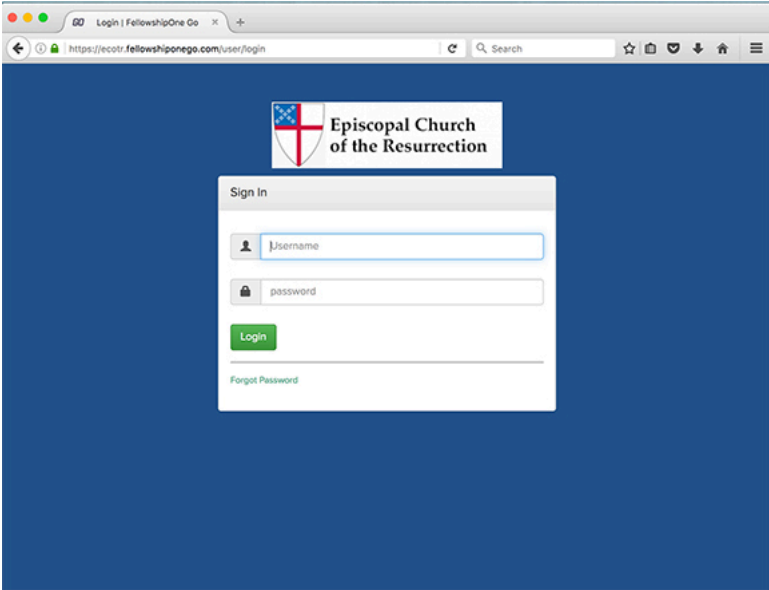 GO Login | FellowshipOne Go
https://ecotr.fellowshiponego.com/user/login
Search
Episcopal Church
of the Resurrection
Sign In
Username
password
Login
Forgot Password